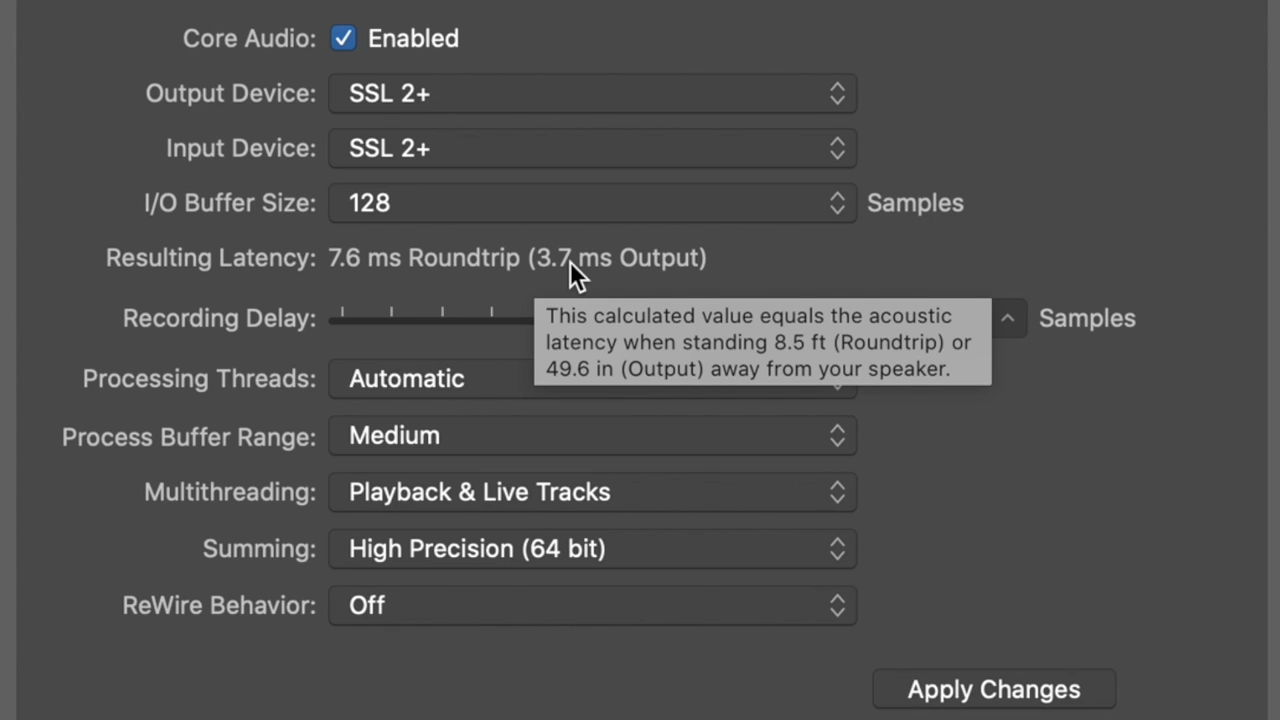 Core Audio: Enabled
Output Device: SSL 2+
Input Device: SSL 2+
I/O Buffer Size: 128 Samples
Resulting Latency: 7.6 ms Roundtrip (3.7 ms Output)
Recording Delay: Samples
This calculated value equals the acoustic
latency when standing 8.5 ft (Roundtrip) or
49.6 in (Output) away from your speaker.
Processing Threads: Automatic
Process Buffer Range: Medium
Multithreading: Playback & Live Tracks
Summing: High Precision (64 bit)
ReWire Behavior: Off
Apply Changes